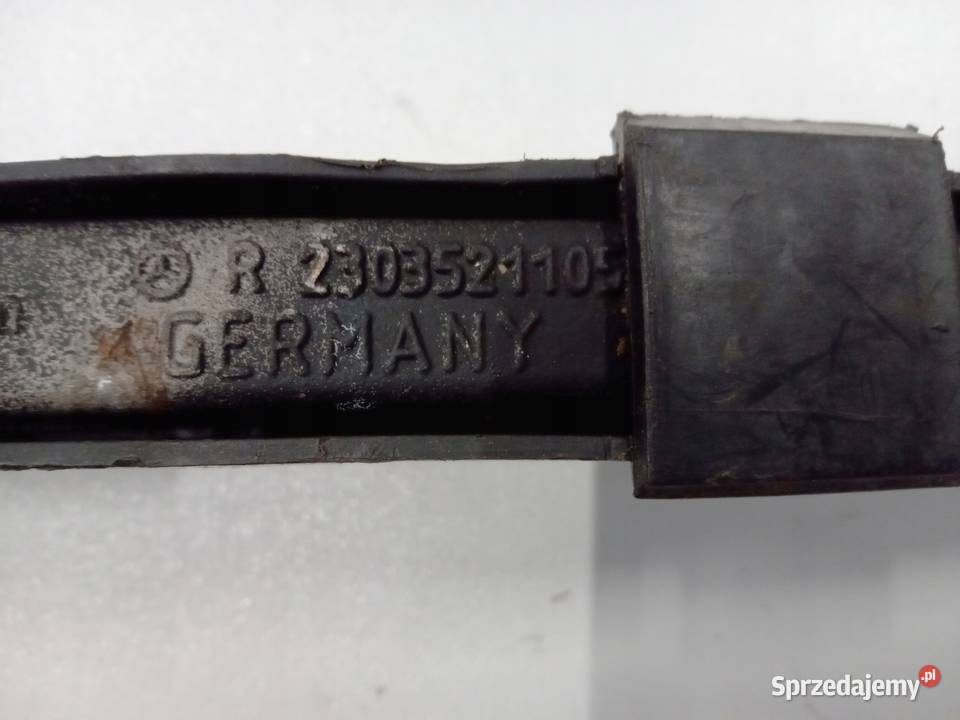 R 2303521105
GERMANY
Sprzedajemy.pl